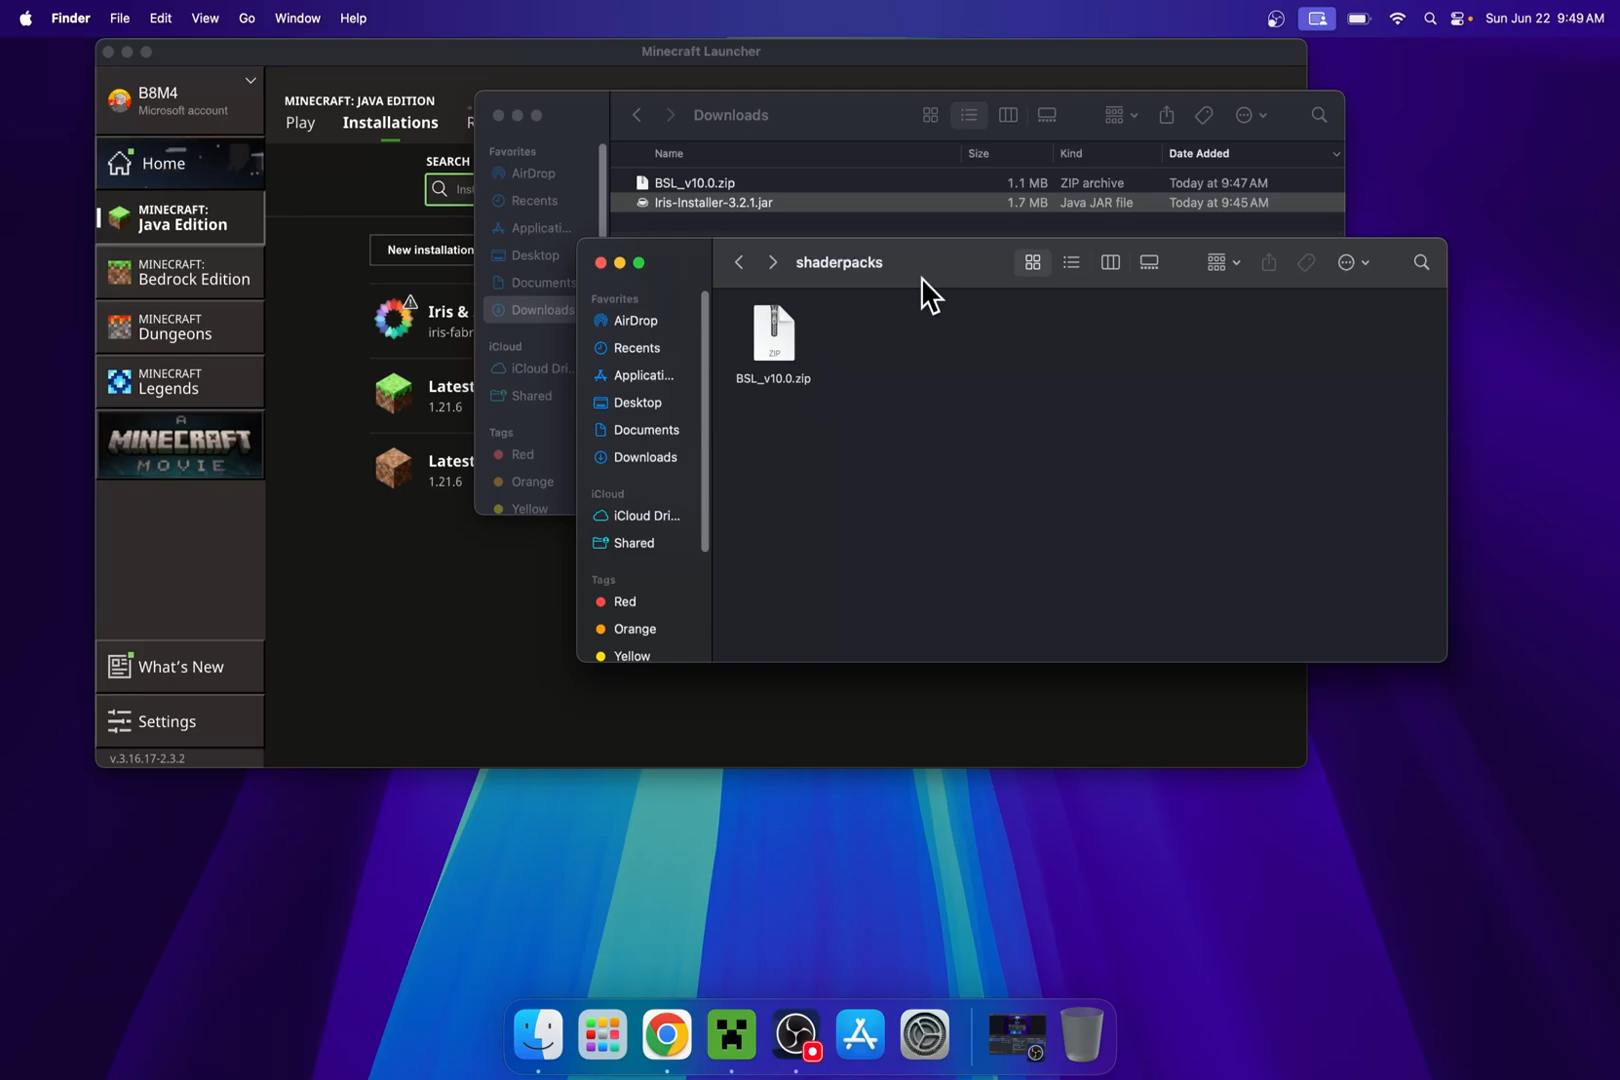 Finder File Edit View Go Window Help Sun Jun 22 9:49 AM
Minecraft Launcher
B8M4
Microsoft account
Home
MINECRAFT:
Java Edition
MINECRAFT:
Bedrock Edition
MINECRAFT
Dungeons
MINECRAFT
Legends
A
MINECRAFT
MOVIE
What's New
Settings
v.3.16.17-2.3.2
MINECRAFT: JAVA EDITION
Play Installations
SEARCH
New installation
Iris &
iris-fabr
Latest
1.21.6
Latest
1.21.6
Downloads
Favorites
AirDrop
Recents
Applicati...
Desktop
Documents
Downloads
iCloud
iCloud Dri...
Shared
Tags
Red
Orange
Yellow
Name Size Kind Date Added
BSL_v10.0.zip 1.1 MB ZIP archive Today at 9:47 AM
Iris-Installer-3.2.1.jar 1.7 MB Java JAR file Today at 9:45 AM
shaderpacks
Favorites
AirDrop
Recents
Applicati...
Desktop
Documents
Downloads
iCloud
iCloud Dri...
Shared
Tags
Red
Orange
Yellow
ZIP
BSL_v10.0.zip